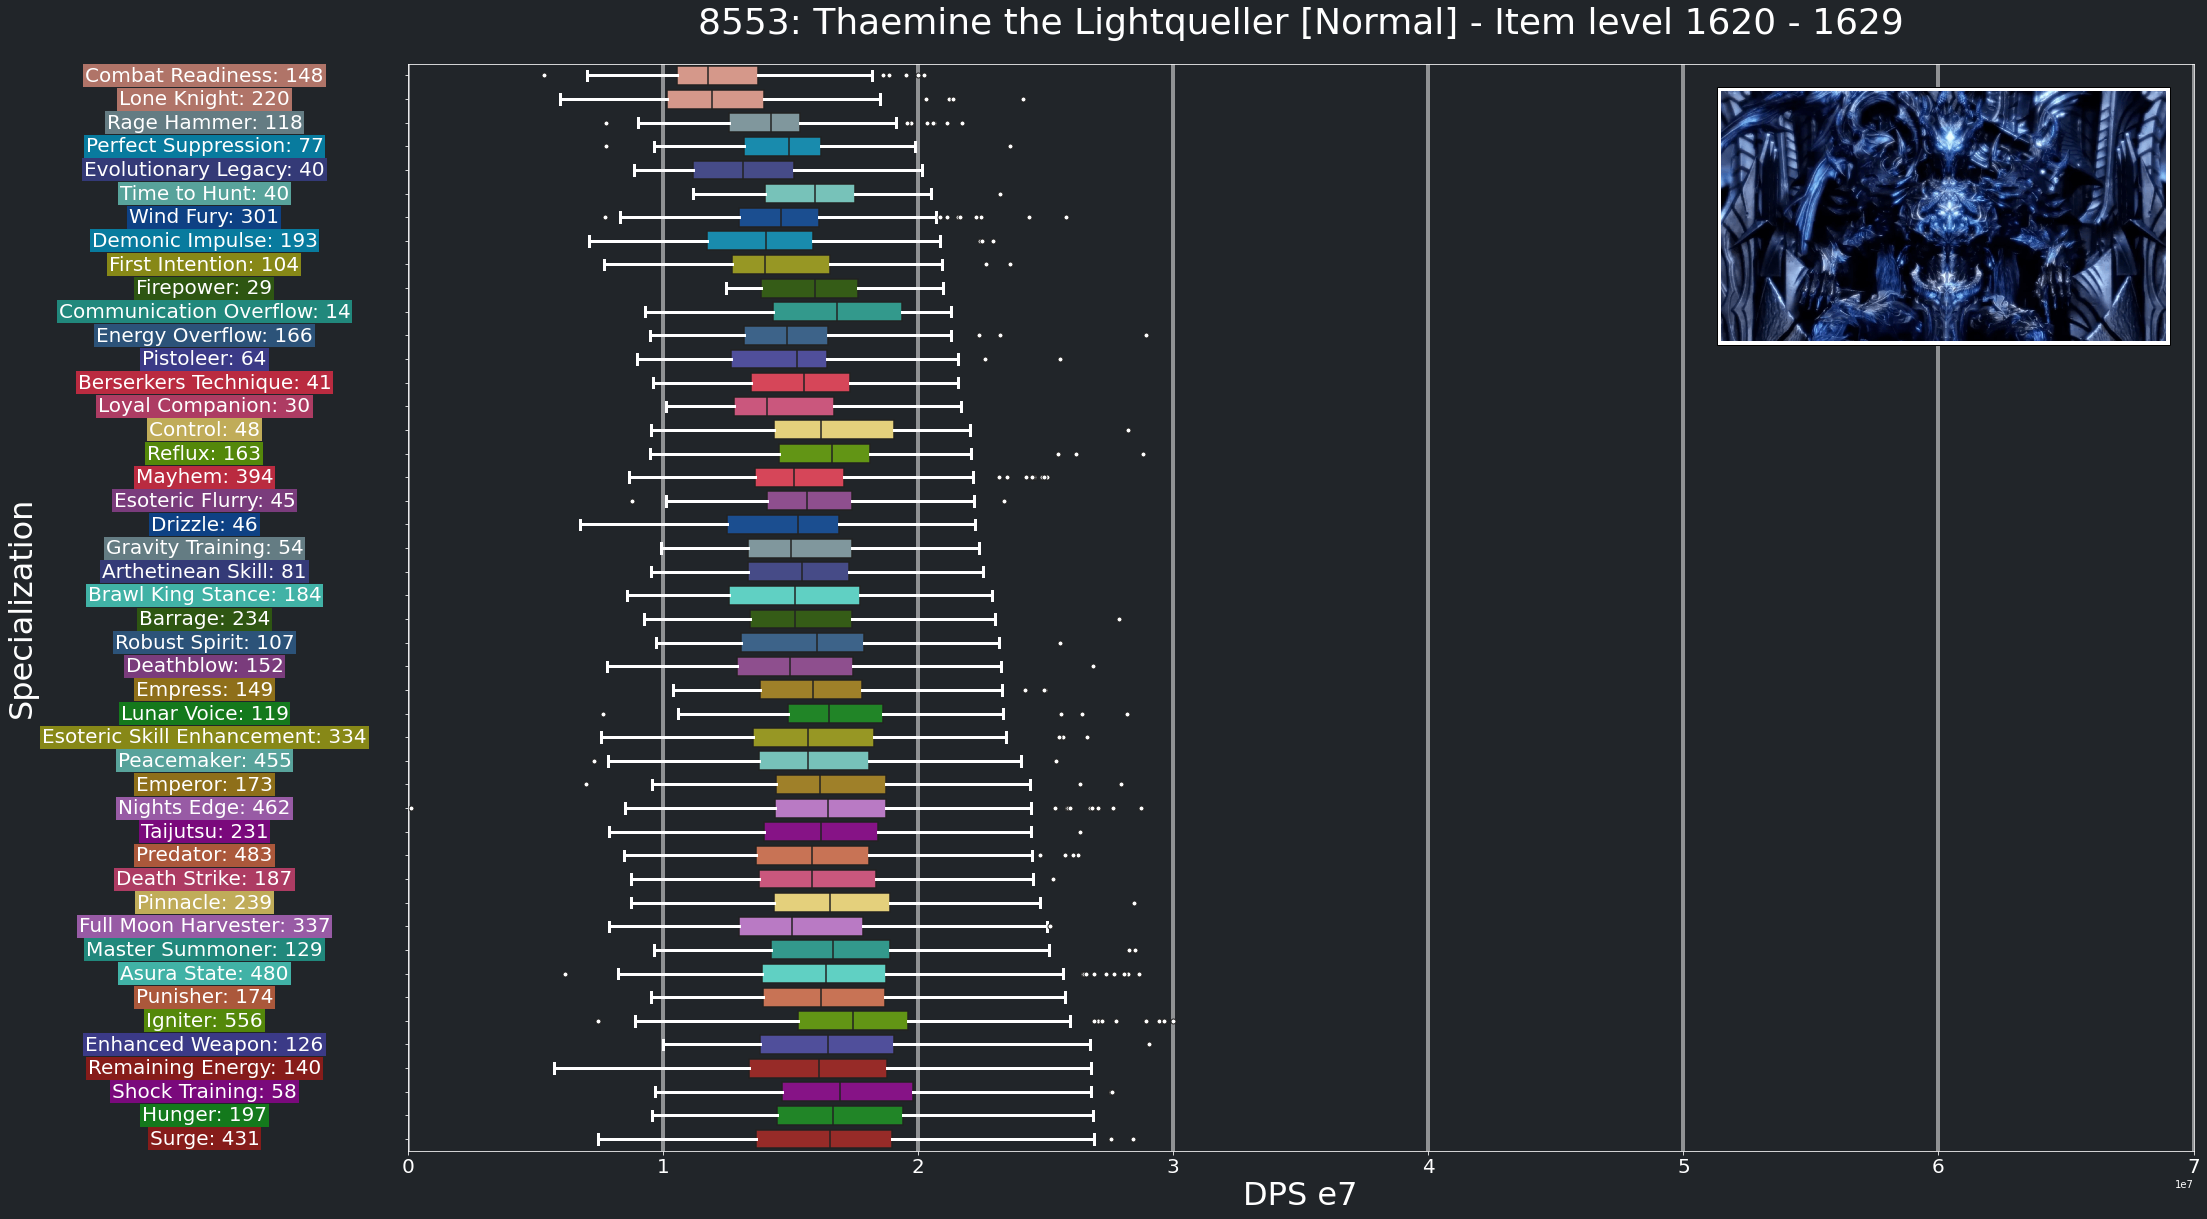 8553: Thaemine the Lightqueller [Normal] - Item level 1620 - 1629
Specialization
Combat Readiness: 148
Lone Knight: 220
Rage Hammer: 118
Perfect Suppression: 77
Evolutionary Legacy: 40
Time to Hunt: 40
Wind Fury: 301
Demonic Impulse: 193
First Intention: 104
Firepower: 29
Communication Overflow: 14
Energy Overflow: 166
Pistoleer: 64
Berserkers Technique: 41
Loyal Companion: 30
Control: 48
Reflux: 163
Mayhem: 394
Esoteric Flurry: 45
Drizzle: 46
Gravity Training: 54
Arthetinean Skill: 81
Brawl King Stance: 184
Barrage: 234
Robust Spirit: 107
Deathblow: 152
Empress: 149
Lunar Voice: 119
Esoteric Skill Enhancement: 334
Peacemaker: 455
Emperor: 173
Nights Edge: 462
Taijutsu: 231
Predator: 483
Death Strike: 187
Pinnacle: 239
Full Moon Harvester: 337
Master Summoner: 129
Asura State: 480
Punisher: 174
Igniter: 556
Enhanced Weapon: 126
Remaining Energy: 140
Shock Training: 58
Hunger: 197
Surge: 431
0 1 2 3 4 5 6 7
1e7
DPS e7